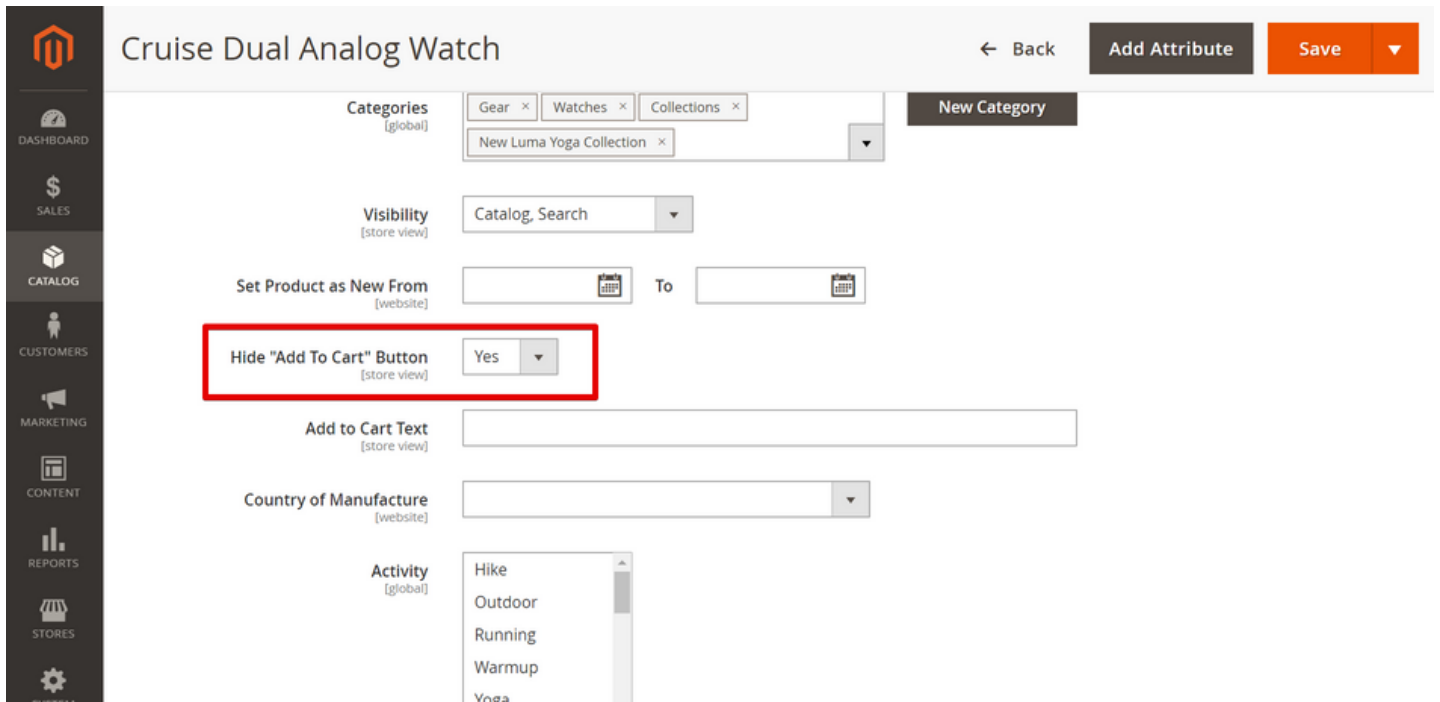 Cruise Dual Analog Watch
← Back
Add Attribute
Save
DASHBOARD
SALES
CATALOG
CUSTOMERS
MARKETING
CONTENT
REPORTS
STORES
Categories
[global]
Gear × Watches × Collections ×
New Luma Yoga Collection ×
New Category
Visibility
[store view]
Catalog, Search
Set Product as New From
[website]
To
Hide "Add To Cart" Button
[store view]
Yes
Add to Cart Text
[store view]
Country of Manufacture
[website]
Activity
[global]
Hike
Outdoor
Running
Warmup
Yoga